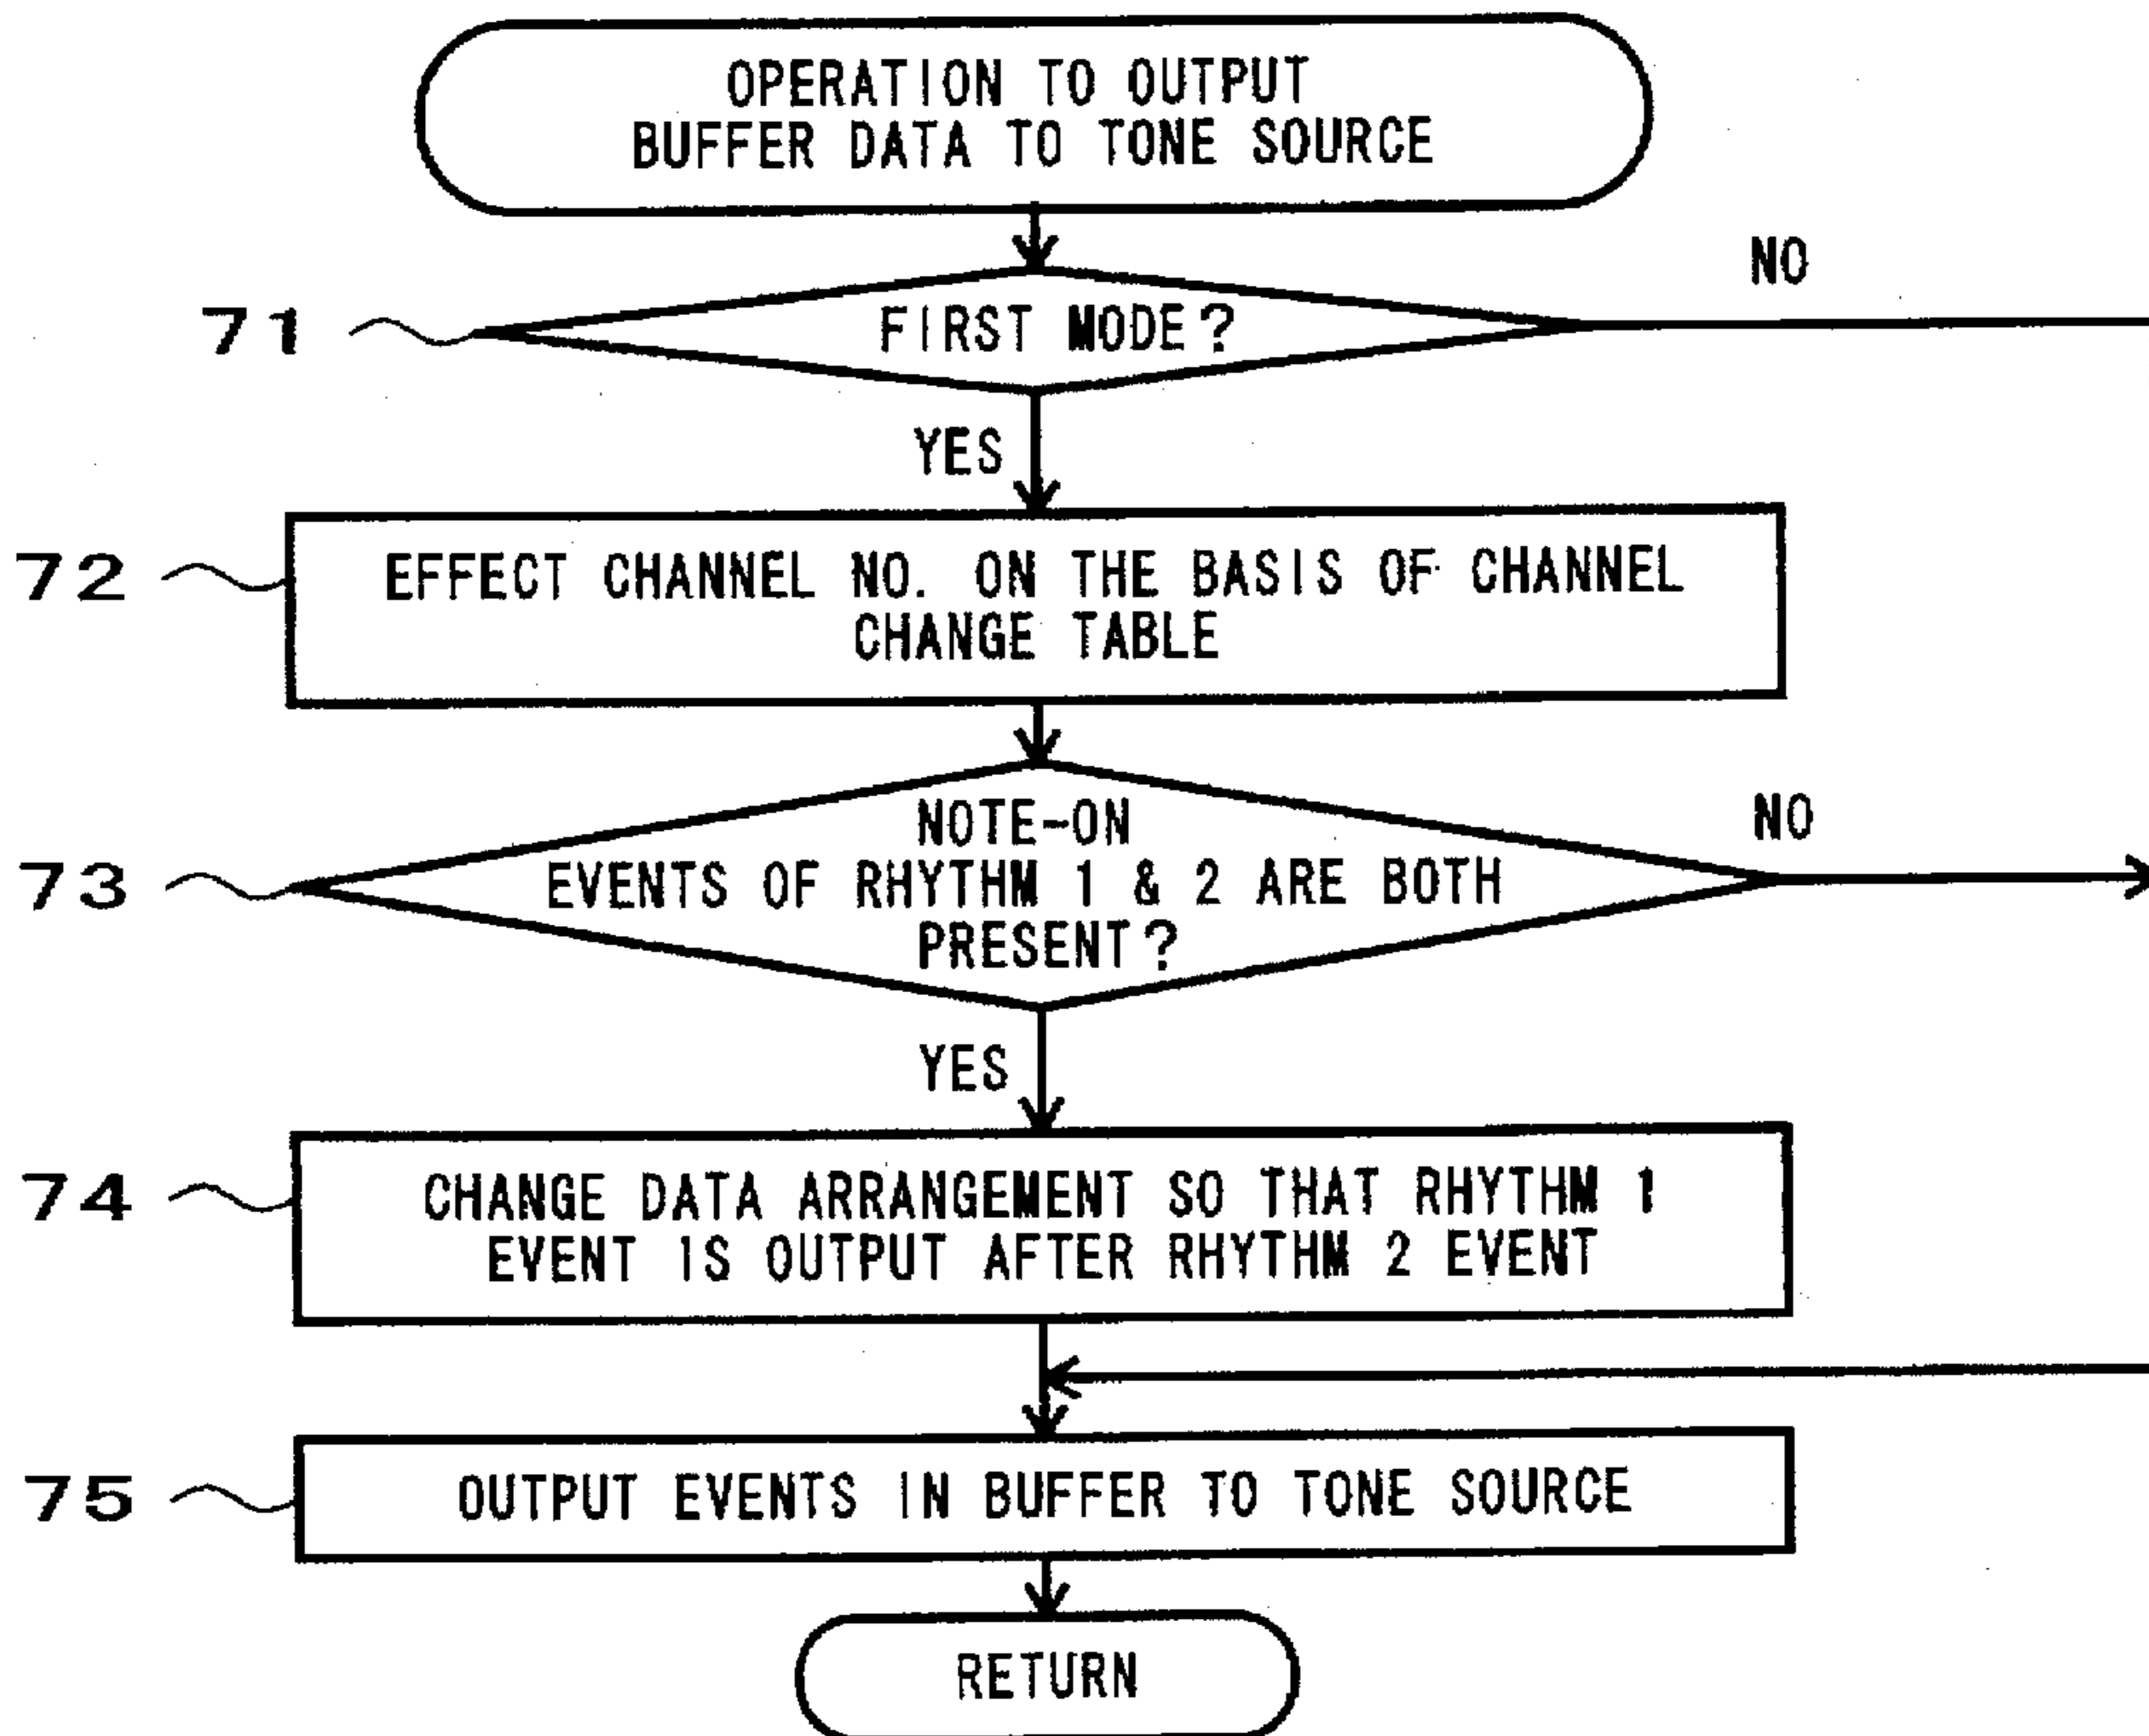 OPERATION TO OUTPUT
BUFFER DATA TO TONE SOURCE
NO
71
FIRST MODE?
YES
72
EFFECT CHANNEL NO. ON THE BASIS OF CHANNEL
CHANGE TABLE
73
NOTE-ON
EVENTS OF RHYTHM 1 & 2 ARE BOTH
PRESENT?
NO
YES
74
CHANGE DATA ARRANGEMENT SO THAT RHYTHM 1
EVENT IS OUTPUT AFTER RHYTHM 2 EVENT
75
OUTPUT EVENTS IN BUFFER TO TONE SOURCE
RETURN